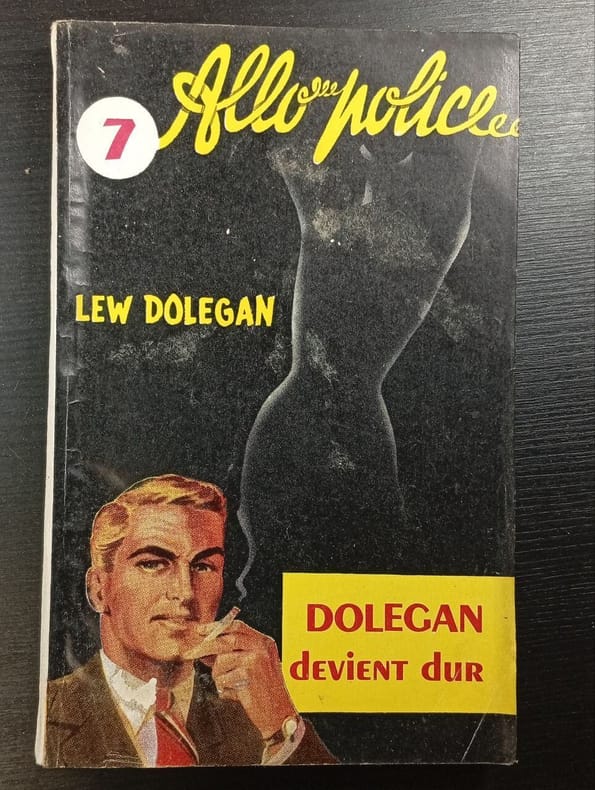 Allo... police...
7
LEW DOLEGAN
DOLEGAN
devient dur